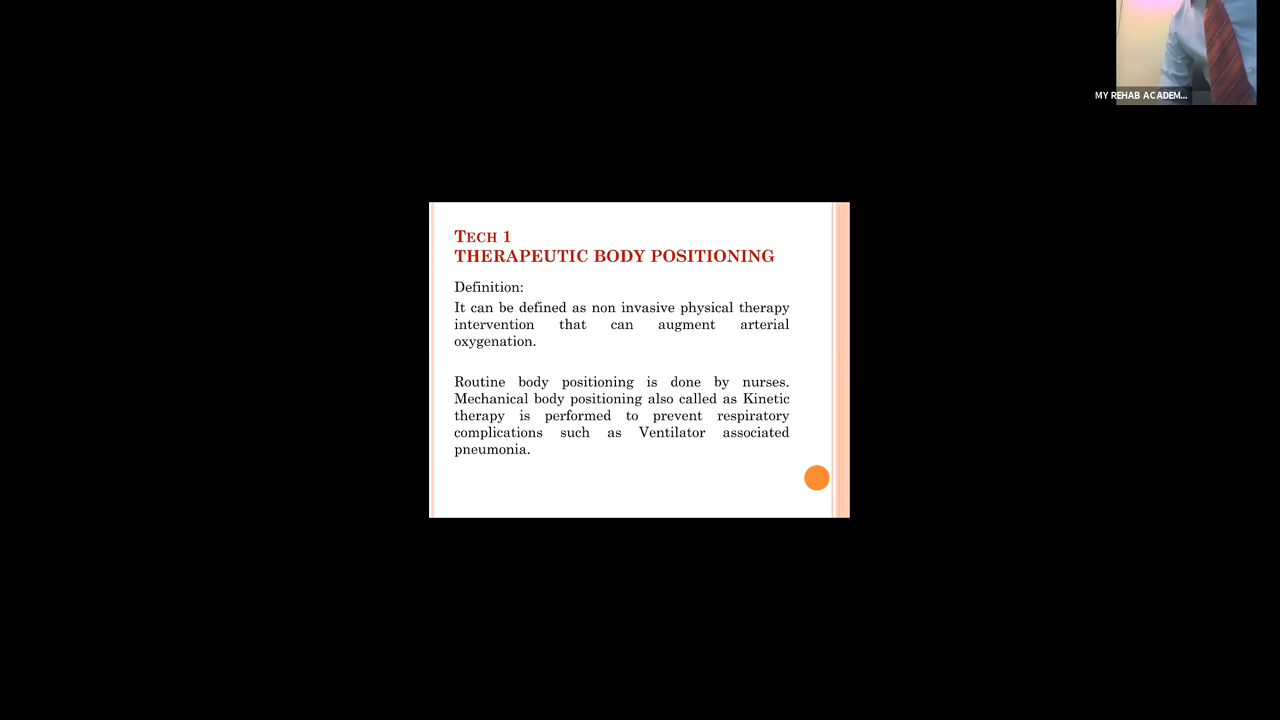 MY REHAB ACADEM...
TECH 1
THERAPEUTIC BODY POSITIONING
Definition:
It can be defined as non invasive physical therapy
intervention that can augment arterial
oxygenation.
Routine body positioning is done by nurses.
Mechanical body positioning also called as Kinetic
therapy is performed to prevent respiratory
complications such as Ventilator associated
pneumonia.